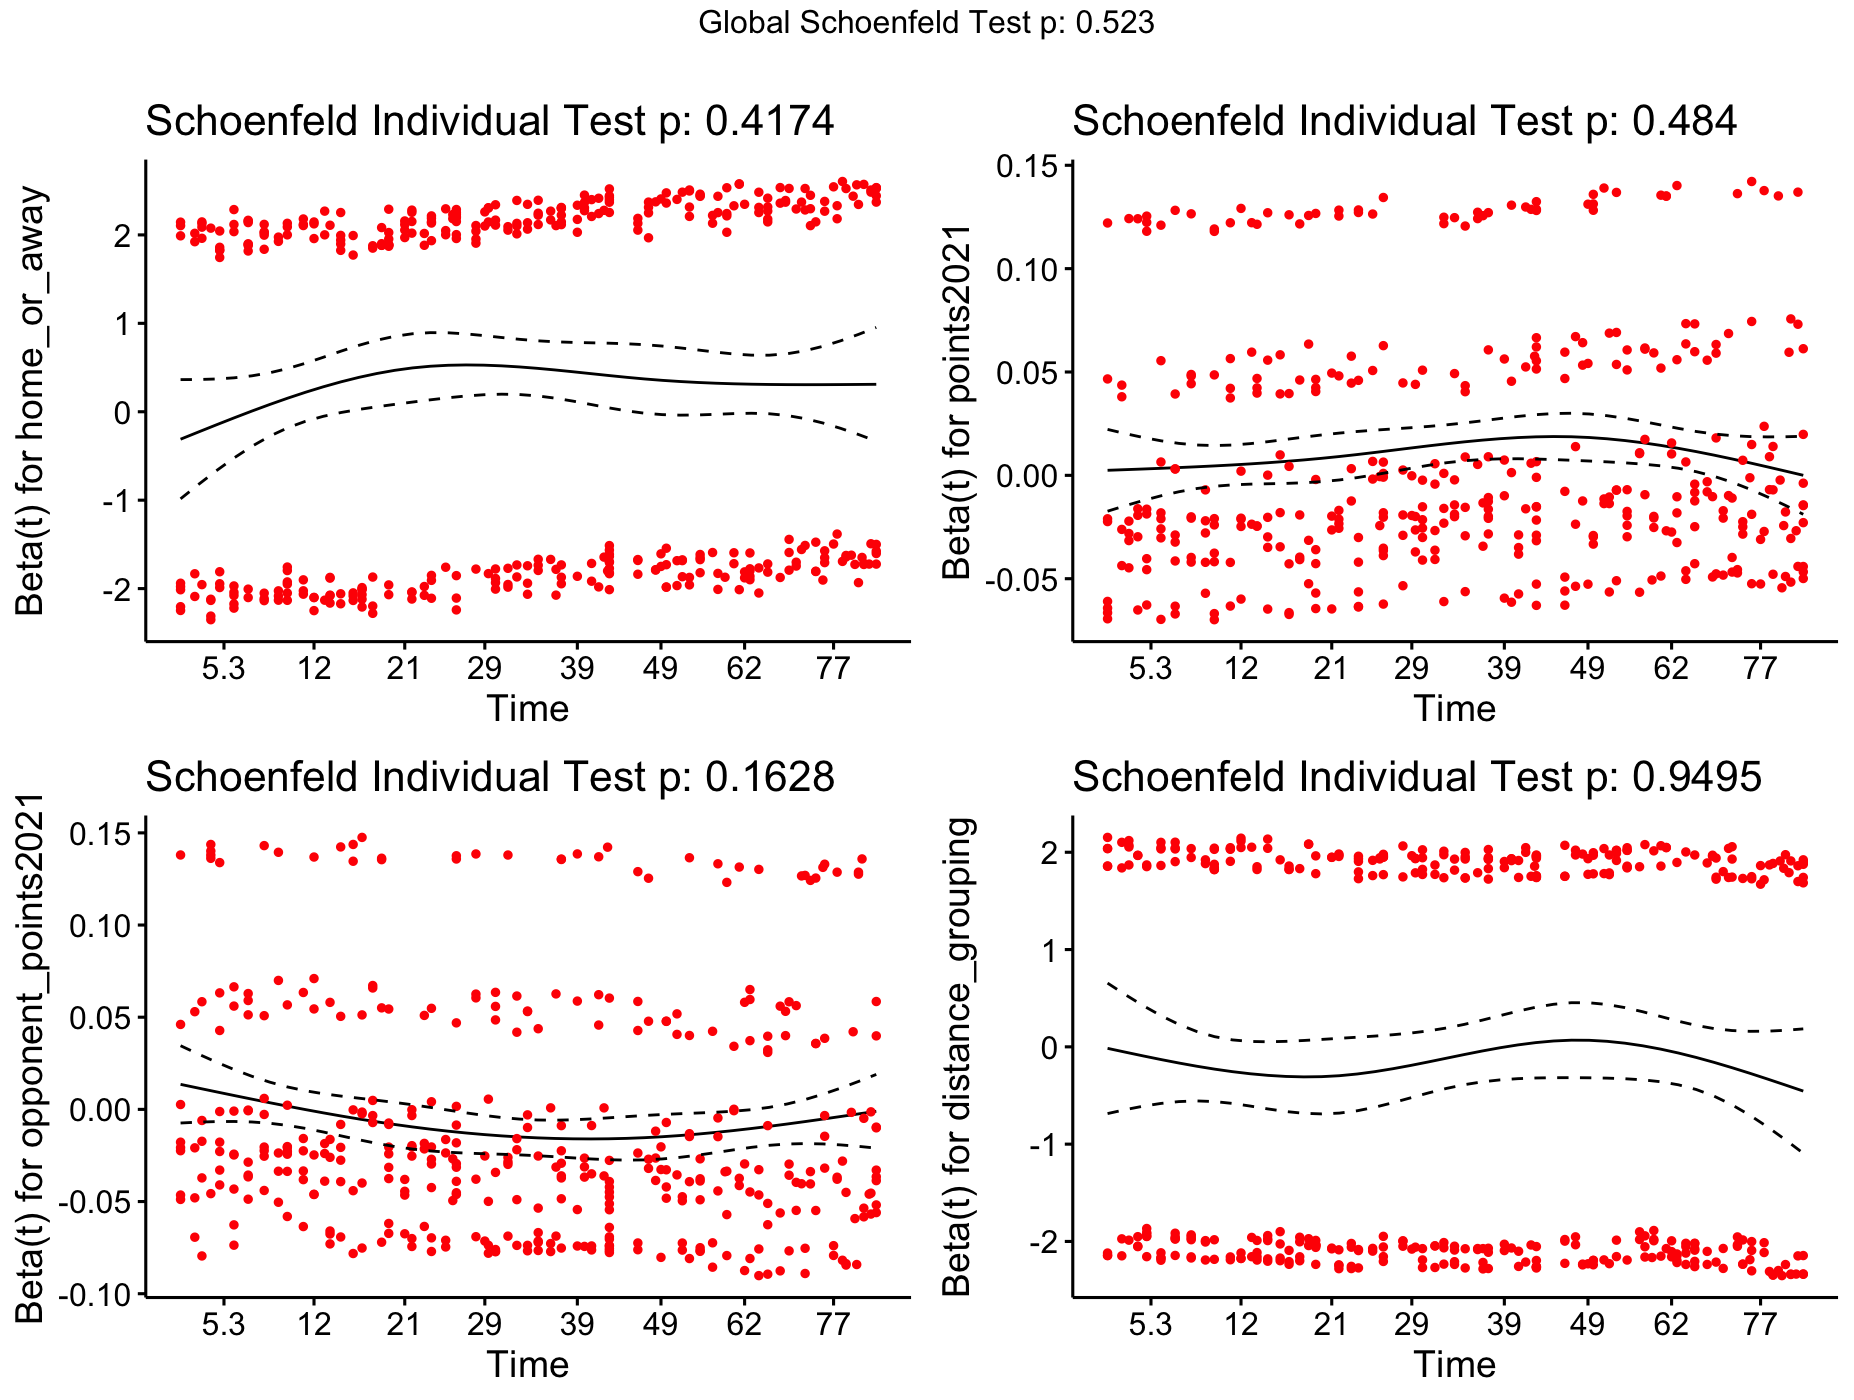 Global Schoenfeld Test p: 0.523
Schoenfeld Individual Test p: 0.4174
Beta(t) for home_or_away
2
1
0
-1
-2
5.3 12 21 29 39 49 62 77
Time
Schoenfeld Individual Test p: 0.484
Beta(t) for points2021
0.15
0.10
0.05
0.00
-0.05
5.3 12 21 29 39 49 62 77
Time
Schoenfeld Individual Test p: 0.1628
Beta(t) for opponent_points2021
0.15
0.10
0.05
0.00
-0.05
-0.10
5.3 12 21 29 39 49 62 77
Time
Schoenfeld Individual Test p: 0.9495
Beta(t) for distance_grouping
2
1
0
-1
-2
5.3 12 21 29 39 49 62 77
Time